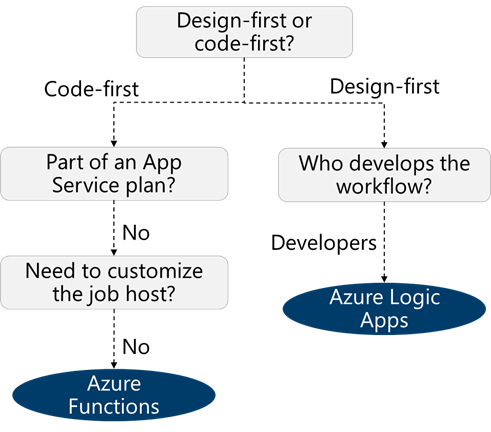 Design-first or
code-first?
Code-first
Design-first
Part of an App
Service plan?
Who develops the
workflow?
No
Developers
Need to customize
the job host?
Azure Logic
Apps
No
Azure
Functions